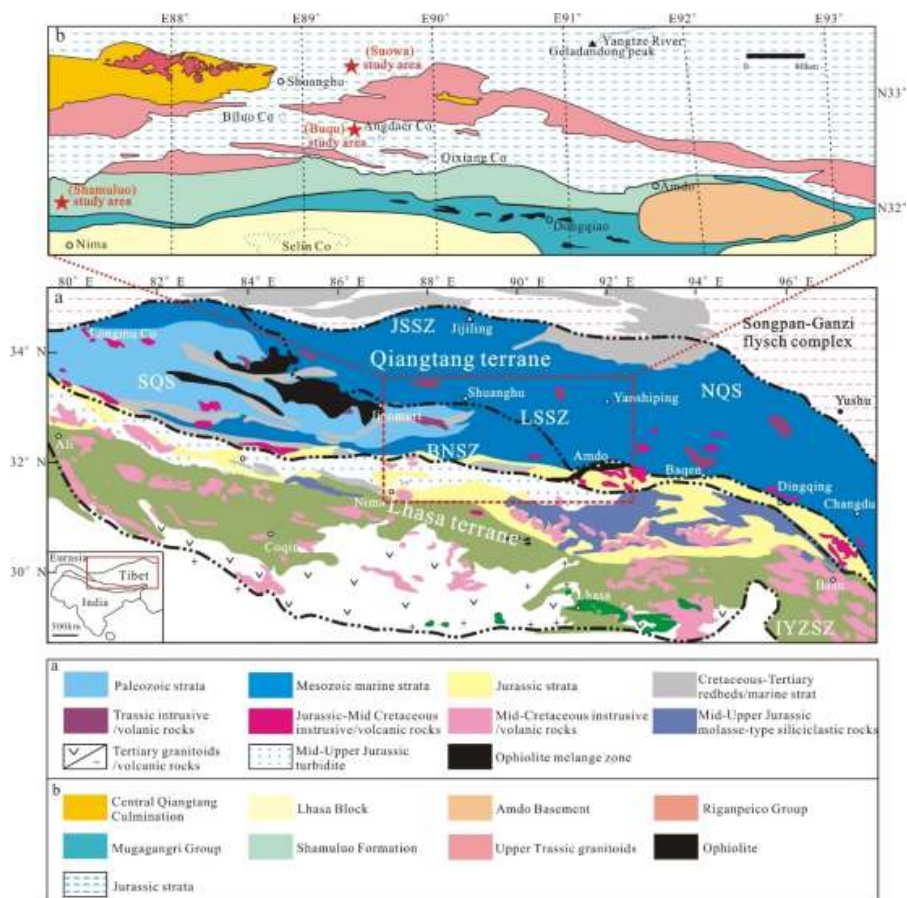 E88° E89° E90 E91° E92° E93°
b
Yangtze River
Geladandong peak
(Suowa)
study area
Shuanghu
80km
N33°
Biluo Co
(Buqu)
study area
Angdaer Co
Qixiang Co
(Shamuluo)
study area
Amdo
N32°
Dongqiao
Nima
Selin Co
80° E 82° E 84° E 86° E 88° E 90° E 92° E 94° E 96° E
a
JSSZ
Jijifing
Songpan-Ganzi
flysch complex
Longmu Co
34° N
Qiangtang terrane
SQS
Shuanghu
NQS
Yanshiping
Yushu
LSSZ
BNSZ
Ali
32° N
Amdo
Baqen
Dingqing
Changdu
Nima
Lhasa terrane
Coqin
30° N
Eurasia
Tibet
India
500km
Lhasa
IYZSZ
a
Paleozoic strata
Mesozoic marine strata
Jurassic strata
Cretaceous-Tertiary
redbeds/marine strat
Trassic intrusive
/volanic rocks
Jurassic-Mid Cretaceous
instrusive/volcanic rocks
Mid-Cretaceous instrusive
/volanic rocks
Mid-Upper Jurassic
molasse-type siliciclastic rocks
Tertiary granitoids
/volcanic rocks
Mid-Upper Jurassic
turbidite
Ophiolite melange zone
b
Central Qiangtang
Culmination
Lhasa Block
Amdo Basement
Riganpeico Group
Mugagangri Group
Shamuluo Formation
Upper Trassic granitoids
Ophiolite
Jurassic strata